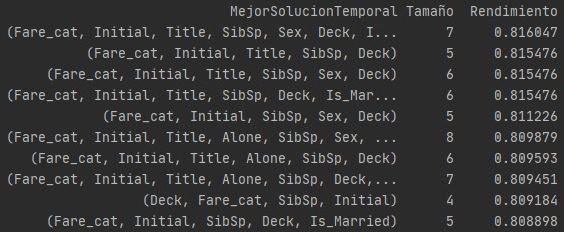 MejorSolucionTemporal Tamaño Rendimiento
(Fare_cat, Initial, Title, SibSp, Sex, Deck, I... 7 0.816047
(Fare_cat, Initial, Title, SibSp, Deck) 5 0.815476
(Fare_cat, Initial, Title, SibSp, Sex, Deck) 6 0.815476
(Fare_cat, Initial, Title, SibSp, Deck, Is_Mar... 6 0.815476
(Fare_cat, Initial, SibSp, Sex, Deck) 5 0.811226
(Fare_cat, Initial, Title, Alone, SibSp, Sex, ... 8 0.809879
(Fare_cat, Initial, Title, Alone, SibSp, Deck) 6 0.809593
(Fare_cat, Initial, Title, Alone, SibSp, Deck,... 7 0.809451
(Deck, Fare_cat, SibSp, Initial) 4 0.809184
(Fare_cat, Initial, SibSp, Deck, Is_Married) 5 0.808898